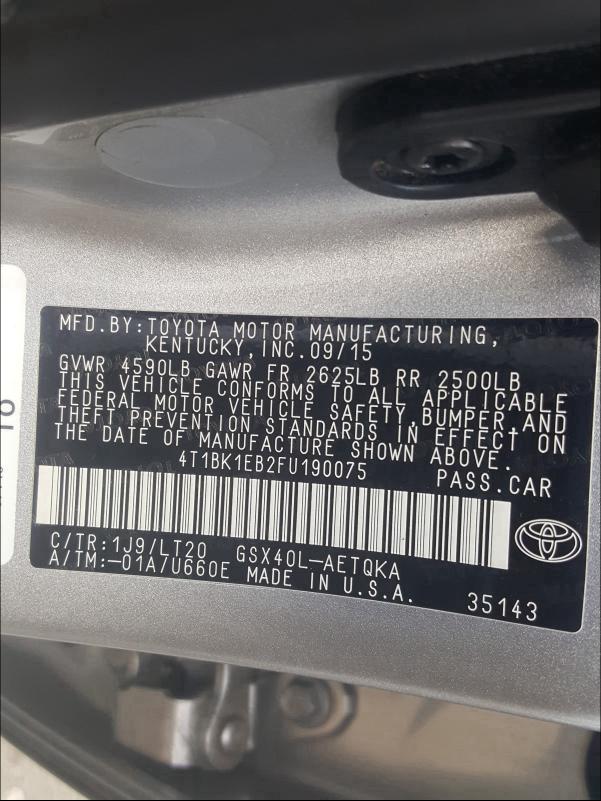 MFD.BY:TOYOTA MOTOR MANUFACTURING,
KENTUCKY,INC.09/15
GVWR 4590LB GAWR FR 2625LB RR 2500LB
THIS VEHICLE CONFORMS TO ALL APPLICABLE
FEDERAL MOTOR VEHICLE SAFETY,BUMPER,AND
THEFT PREVENTION STANDARDS IN EFFECT ON
THE DATE OF MANUFACTURE SHOWN ABOVE.
4T1BK1EB2FU190075 PASS.CAR
C/TR:1J9/LT20 GSX40L-AETQKA
A/TM:-01A/U660E MADE IN U.S.A.
35143